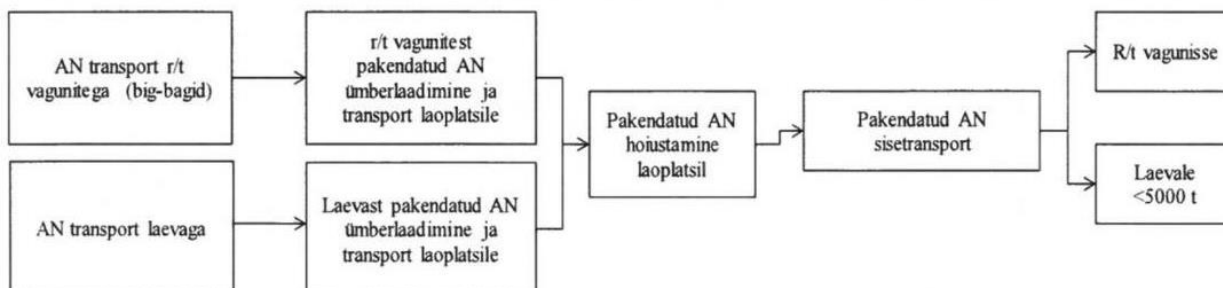 AN transport r/t
vagunitega (big-bagid)
r/t vagunitest
pakendatud AN
ümberlaadimine ja
transport laoplatsile
AN transport laevaga
Laevast pakendatud AN
ümberlaadimine ja
transport laoplatsile
Pakendatud AN
hoiustamine
laoplatsil
Pakendatud AN
sisetransport
R/t vagunisse
Laevale
<5000 t